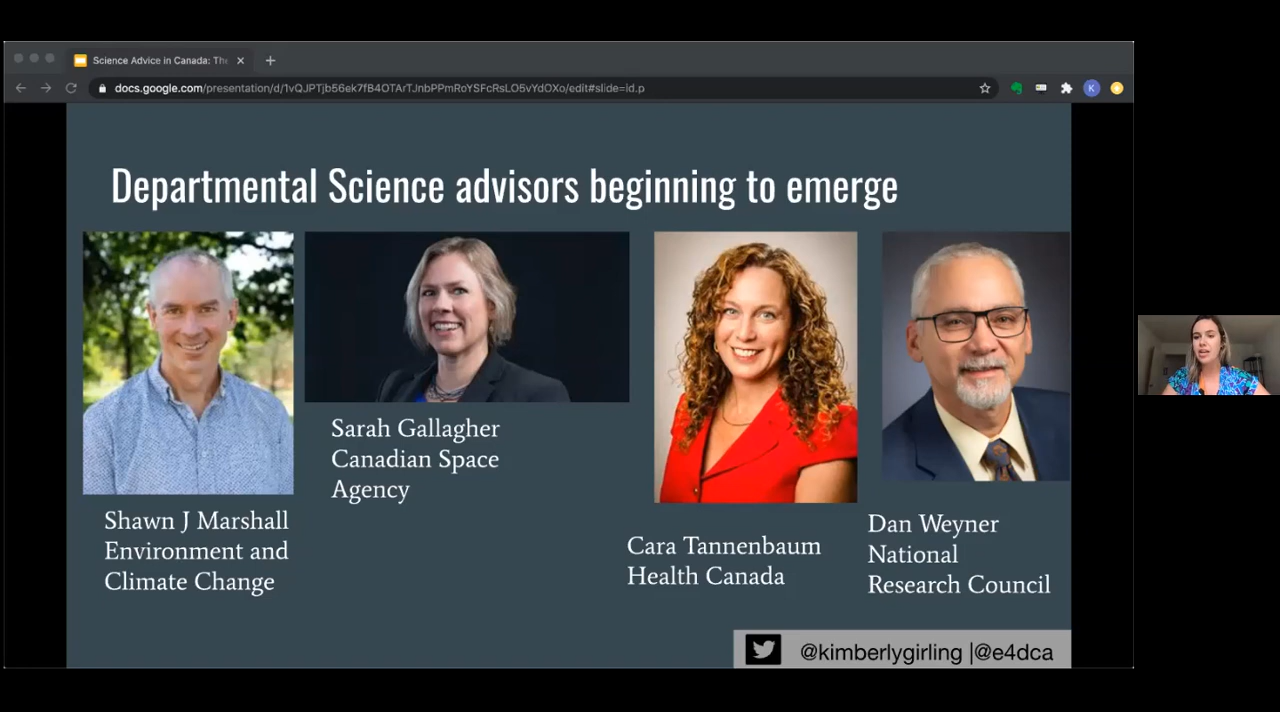 Science Advice in Canada: The
docs.google.com/presentation/d/1vQJPTjb56ek7fB4OTArTJnbPPmRoYSFcRsLO5vYdOXo/edit#slide=id.p
K
Departmental Science advisors beginning to emerge
Shawn J Marshall
Environment and
Climate Change
Sarah Gallagher
Canadian Space
Agency
Cara Tannenbaum
Health Canada
Dan Weyner
National
Research Council
@kimberlygirling |@e4dca